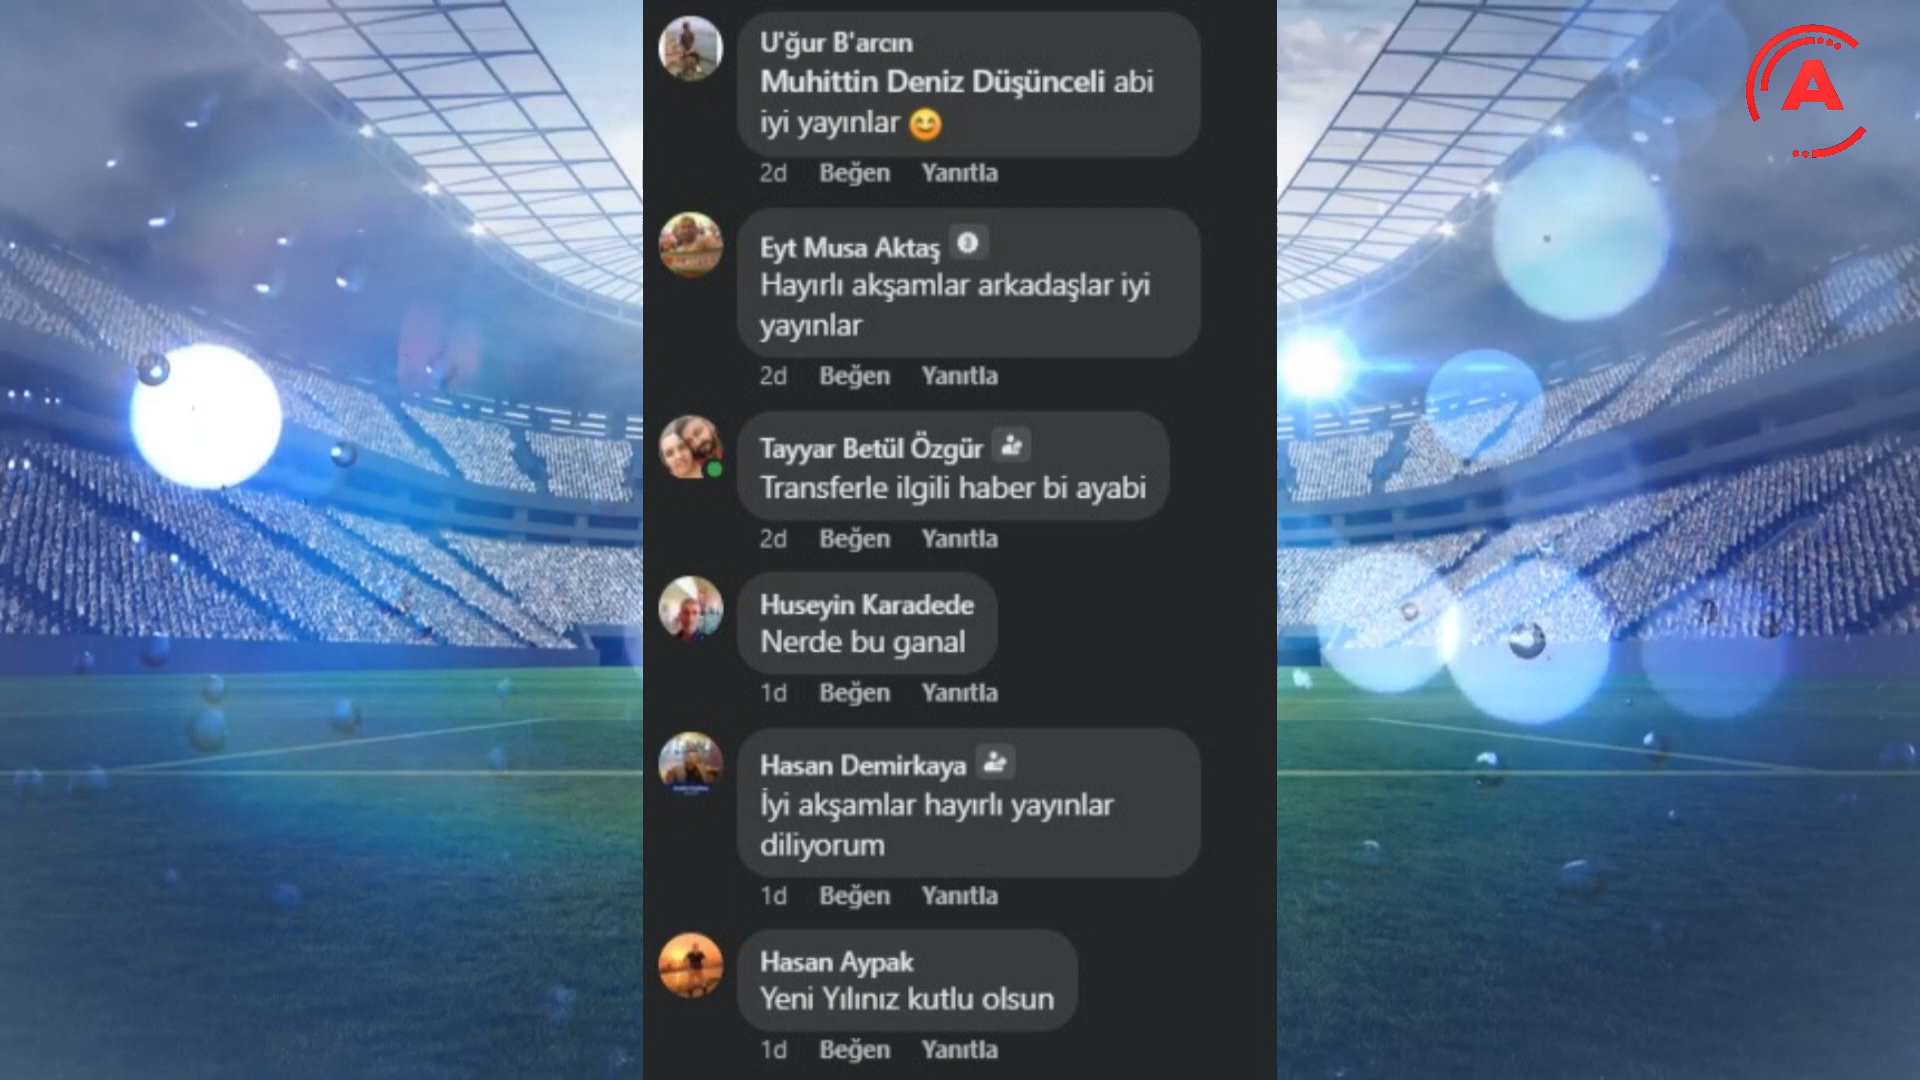 U'ğur B'arcın
Muhittin Deniz Düşünceli abi
iyi yayınlar 😊
2d Beğen Yanıtla
Eyt Musa Aktaş
Hayırlı akşamlar arkadaşlar iyi
yayınlar
2d Beğen Yanıtla
Tayyar Betül Özgür
Transferle ilgili haber bi ayabi
2d Beğen Yanıtla
Huseyin Karadede
Nerde bu ganal
1d Beğen Yanıtla
Hasan Demirkaya
İyi akşamlar hayırlı yayınlar
diliyorum
1d Beğen Yanıtla
Hasan Aypak
Yeni Yılınız kutlu olsun
1d Beğen Yanıtla
A